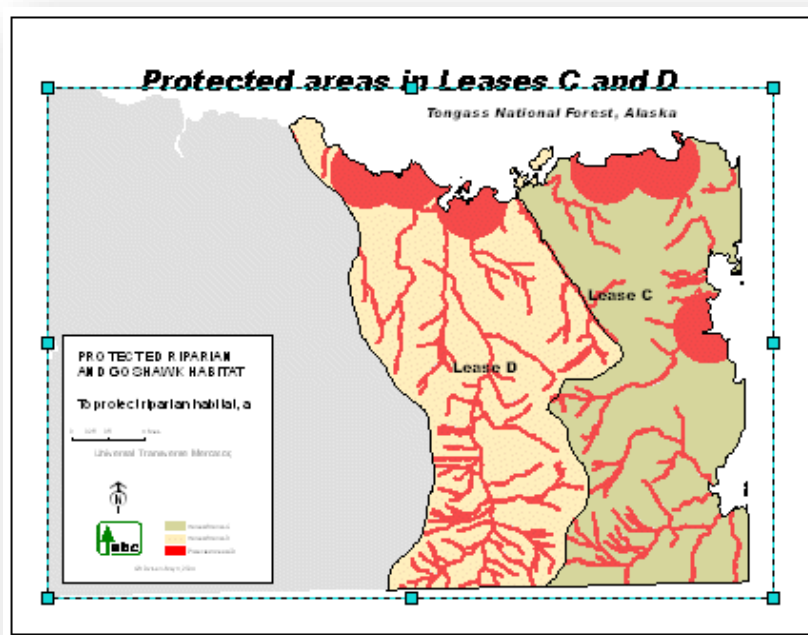 Protected areas in Leases C and D
Tongass National Forest, Alaska
Lease C
Lease D
PROTECTED RIPARIAN
AND GOSHAWK HABITAT
To protect riparian habitat, a
Universal Transverse Mercator,
N
abc